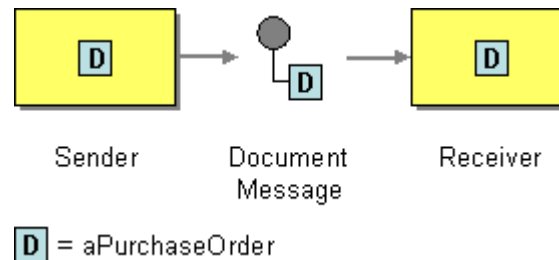 D D D
Sender Document Message Receiver
D = aPurchaseOrder